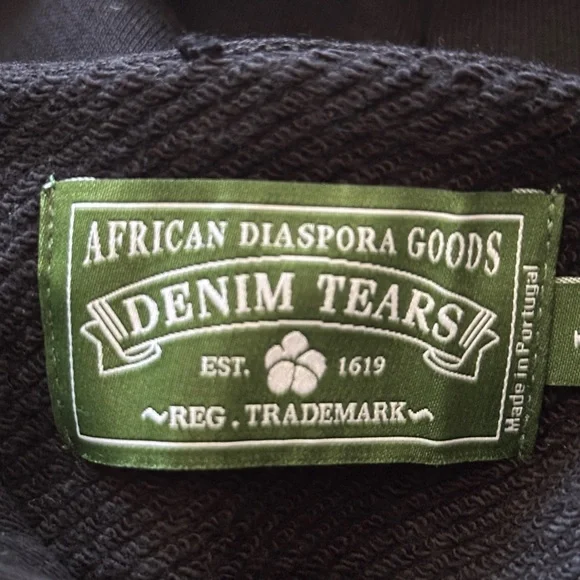 AFRICAN DIASPORA GOODS
DENIM TEARS
EST. 1619
~REG. TRADEMARK~
Made in Portugal